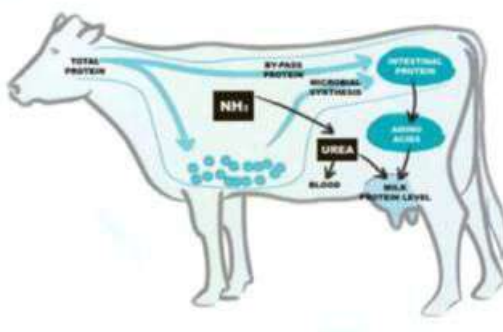 TOTAL
PROTEIN
BY-PASS
PROTEIN
INTESTINAL
PROTEIN
MICROBIAL
SYNTHESIS
NH₃
AMINO
ACIDS
UREA
BLOOD
MILK
PROTEIN LEVEL